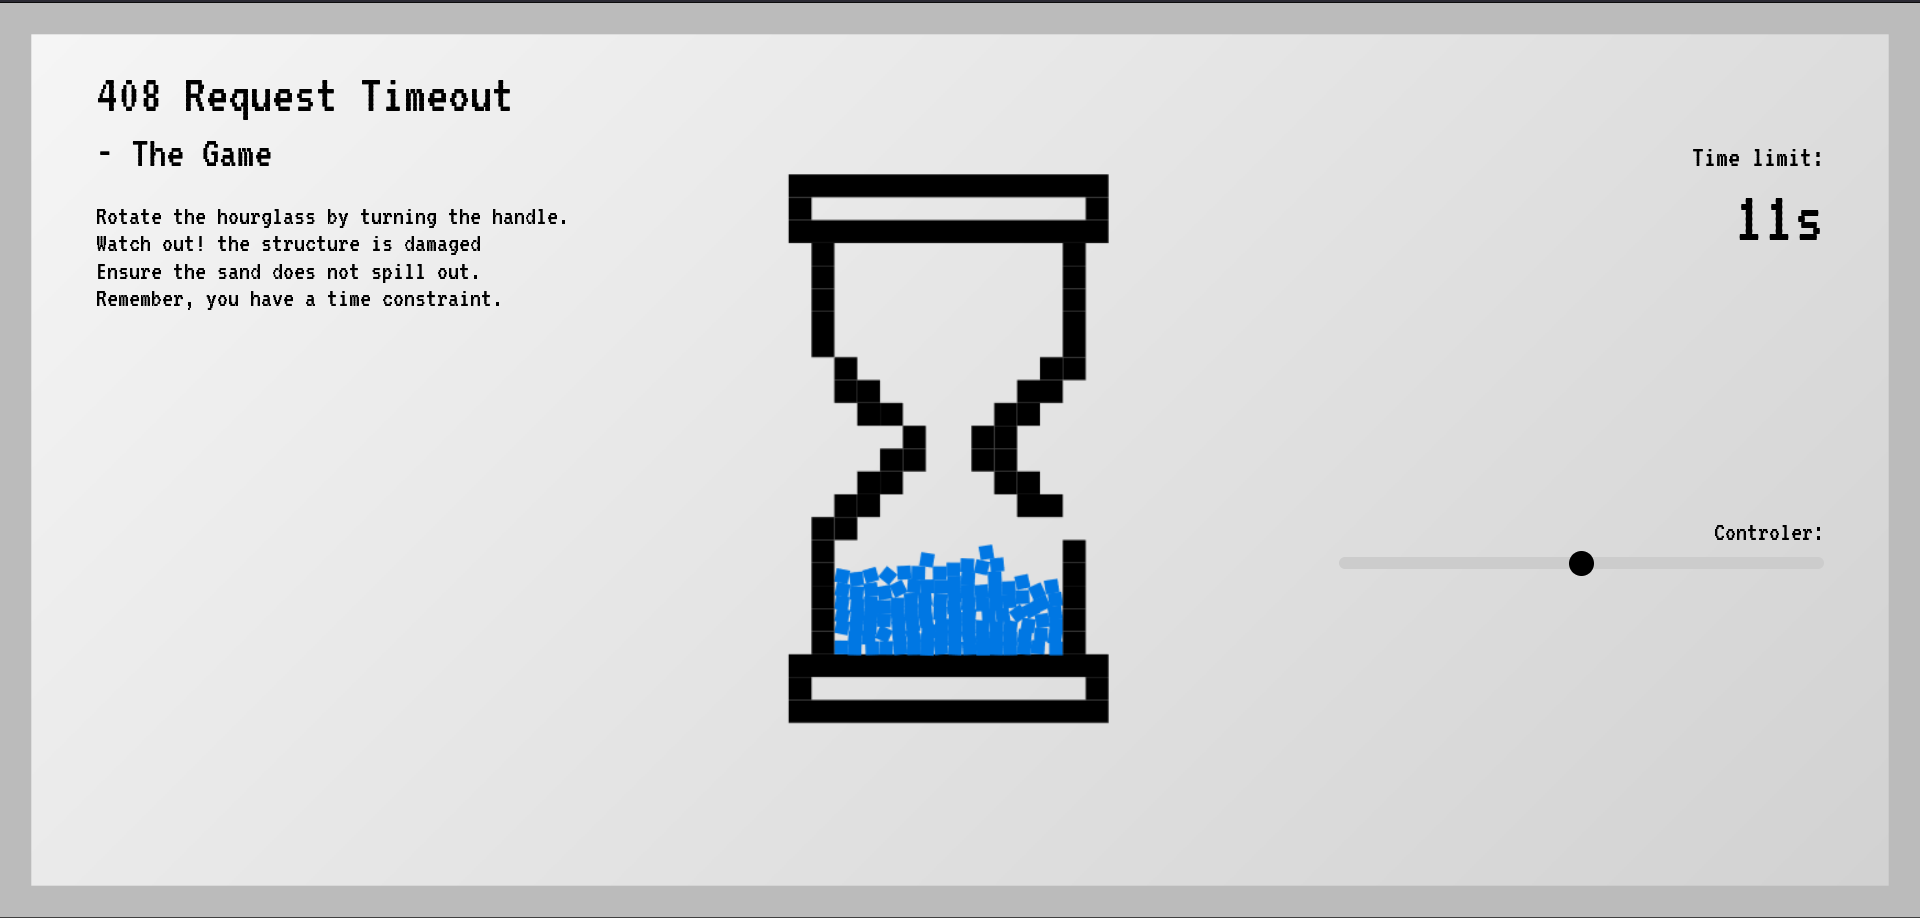 408 Request Timeout
- The Game
Rotate the hourglass by turning the handle.
Watch out! the structure is damaged
Ensure the sand does not spill out.
Remember, you have a time constraint.
Time limit:
11s
Controler: